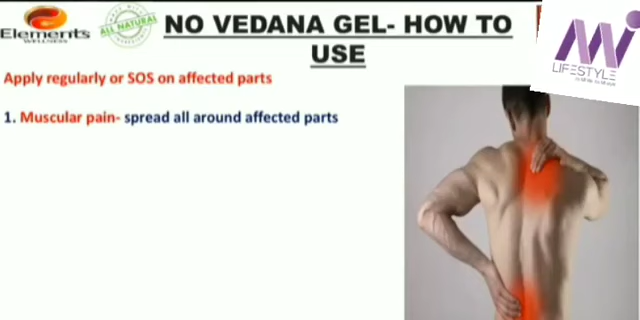 Elements
WELLNESS
ALL NATURAL
NO VEDANA GEL- HOW TO
USE
LIFESTYLE
Apply regularly or SOS on affected parts
1. Muscular pain- spread all around affected parts